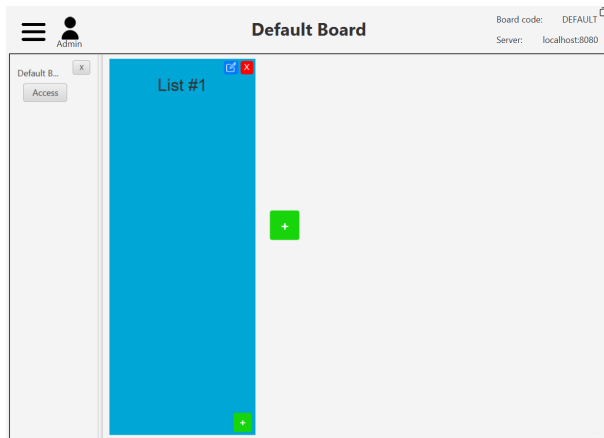 Admin
Default Board
Board code: DEFAULT
Server: localhost:8080
Default B...
x
Access
List #1
X
+
+